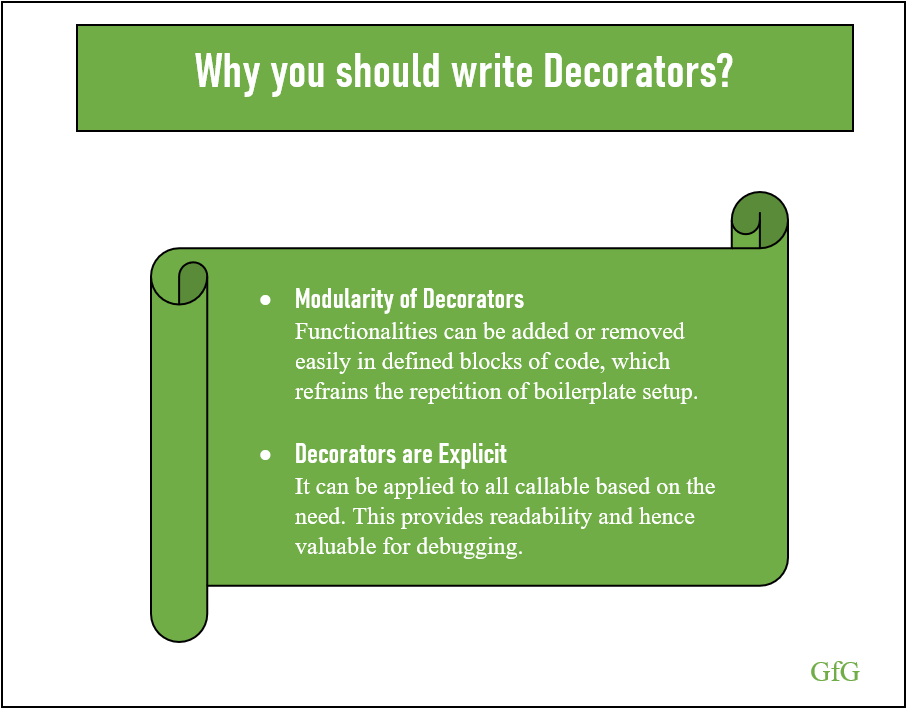 Why you should write Decorators?
● Modularity of Decorators
Functionalities can be added or removed
easily in defined blocks of code, which
refrains the repetition of boilerplate setup.
● Decorators are Explicit
It can be applied to all callable based on the
need. This provides readability and hence
valuable for debugging.
GfG